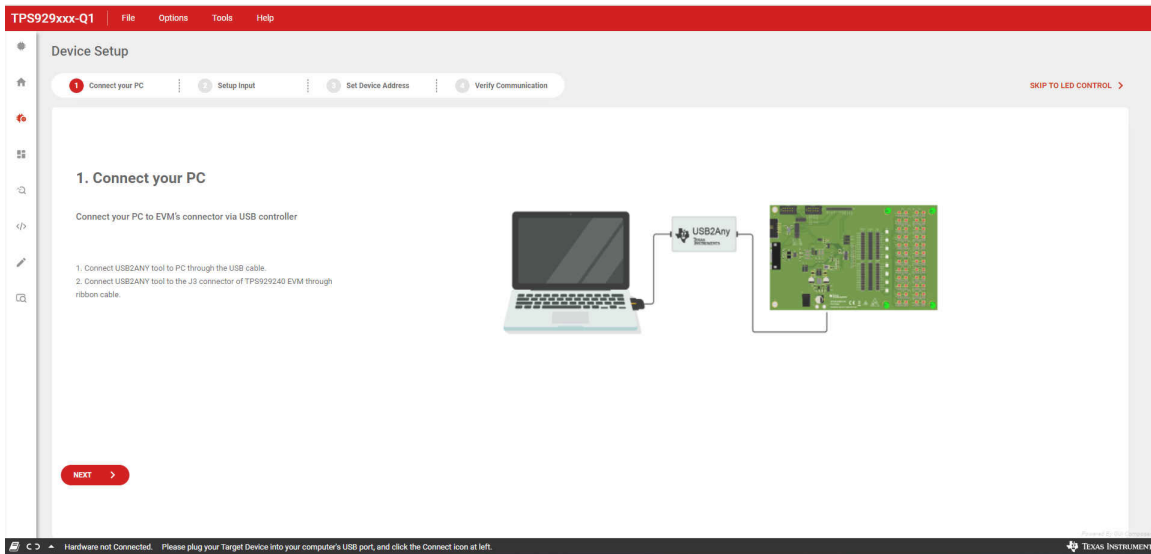 TPS929xxx-Q1 File Options Tools Help
Device Setup
1 Connect your PC 2 Setup Input 3 Set Device Address 4 Verify Communication SKIP TO LED CONTROL
1. Connect your PC
Connect your PC to EVM's connector via USB controller
1. Connect USB2ANY tool to PC through the USB cable.
2. Connect USB2ANY tool to the J3 connector of TPS929240 EVM through
ribbon cable.
USB2Any
TEXAS
INSTRUMENTS
NEXT
Hardware not Connected. Please plug your Target Device into your computer's USB port, and click the Connect icon at left.
TEXAS INSTRUMENT